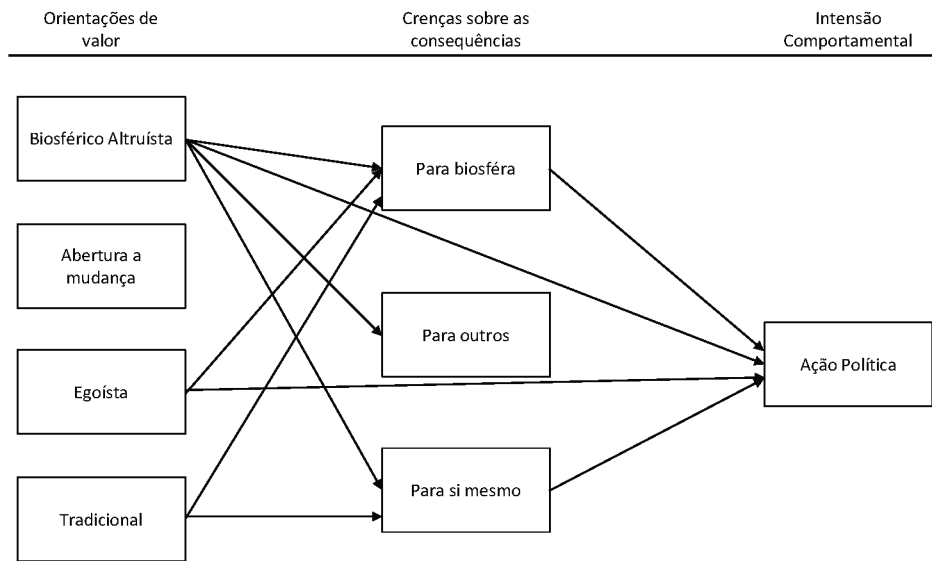 Orientações de
valor
Crenças sobre as
consequências
Intensão
Comportamental
Biosférico Altruísta
Para biosféra
Abertura a
mudança
Para outros
Ação Política
Egoísta
Para si mesmo
Tradicional